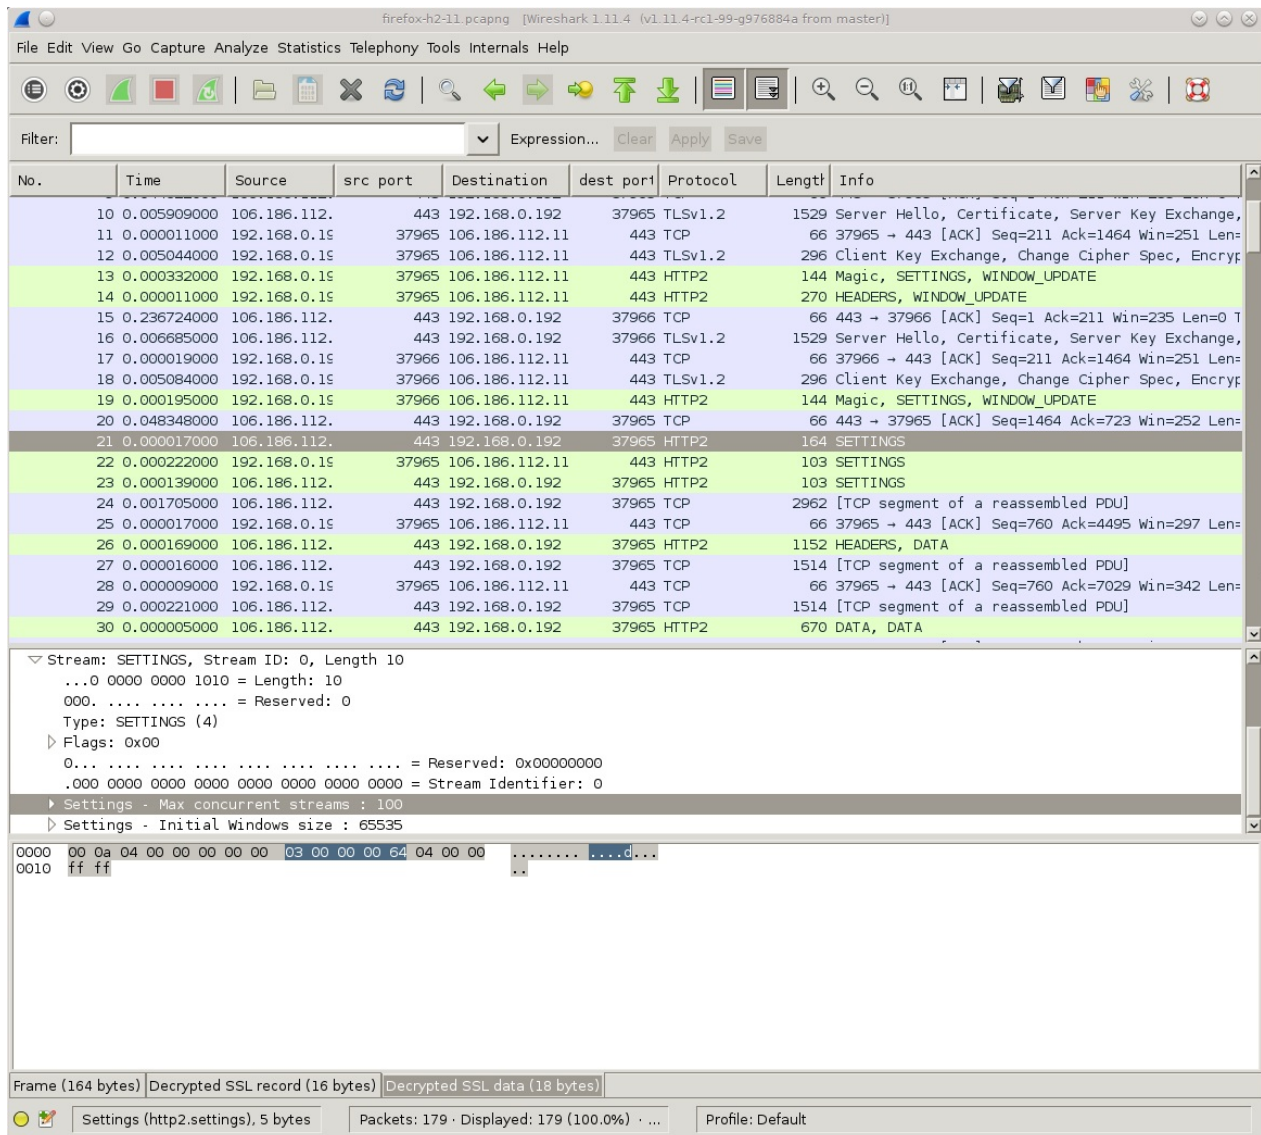 firefox-h2-11.pcapng [Wireshark 1.11.4 (v1.11.4-rc1-99-g976884a from master)]
File Edit View Go Capture Analyze Statistics Telephony Tools Internals Help
Filter: Expression... Clear Apply Save
No. Time Source src port Destination dest port Protocol Length Info
10 0.005909000 106.186.112. 443 192.168.0.192 37965 TLSv1.2 1529 Server Hello, Certificate, Server Key Exchange,
11 0.000011000 192.168.0.19 37965 106.186.112.11 443 TCP 66 37965 → 443 [ACK] Seq=211 Ack=1464 Win=251 Len=
12 0.005044000 192.168.0.19 37965 106.186.112.11 443 TLSv1.2 296 Client Key Exchange, Change Cipher Spec, Encryp
13 0.000332000 192.168.0.19 37965 106.186.112.11 443 HTTP2 144 Magic, SETTINGS, WINDOW_UPDATE
14 0.000011000 192.168.0.19 37965 106.186.112.11 443 HTTP2 270 HEADERS, WINDOW_UPDATE
15 0.236724000 106.186.112. 443 192.168.0.192 37966 TCP 66 443 → 37966 [ACK] Seq=1 Ack=211 Win=235 Len=0 T
16 0.006685000 106.186.112. 443 192.168.0.192 37966 TLSv1.2 1529 Server Hello, Certificate, Server Key Exchange,
17 0.000019000 192.168.0.19 37966 106.186.112.11 443 TCP 66 37966 → 443 [ACK] Seq=211 Ack=1464 Win=251 Len=
18 0.005084000 192.168.0.19 37966 106.186.112.11 443 TLSv1.2 296 Client Key Exchange, Change Cipher Spec, Encryp
19 0.000195000 192.168.0.19 37966 106.186.112.11 443 HTTP2 144 Magic, SETTINGS, WINDOW_UPDATE
20 0.048348000 106.186.112. 443 192.168.0.192 37965 TCP 66 443 → 37965 [ACK] Seq=1464 Ack=723 Win=252 Len=
21 0.000017000 106.186.112. 443 192.168.0.192 37965 HTTP2 164 SETTINGS
22 0.000222000 192.168.0.19 37965 106.186.112.11 443 HTTP2 103 SETTINGS
23 0.000139000 106.186.112. 443 192.168.0.192 37965 HTTP2 103 SETTINGS
24 0.001705000 106.186.112. 443 192.168.0.192 37965 TCP 2962 [TCP segment of a reassembled PDU]
25 0.000017000 192.168.0.19 37965 106.186.112.11 443 TCP 66 37965 → 443 [ACK] Seq=760 Ack=4495 Win=297 Len=
26 0.000169000 106.186.112. 443 192.168.0.192 37965 HTTP2 1152 HEADERS, DATA
27 0.000016000 106.186.112. 443 192.168.0.192 37965 TCP 1514 [TCP segment of a reassembled PDU]
28 0.000009000 192.168.0.19 37965 106.186.112.11 443 TCP 66 37965 → 443 [ACK] Seq=760 Ack=7029 Win=342 Len=
29 0.000221000 106.186.112. 443 192.168.0.192 37965 TCP 1514 [TCP segment of a reassembled PDU]
30 0.000005000 106.186.112. 443 192.168.0.192 37965 HTTP2 670 DATA, DATA
Stream: SETTINGS, Stream ID: 0, Length 10
...0 0000 0000 1010 = Length: 10
000. .... .... .... = Reserved: 0
Type: SETTINGS (4)
Flags: 0x00
0... .... .... .... .... .... .... .... = Reserved: 0x00000000
.000 0000 0000 0000 0000 0000 0000 0000 = Stream Identifier: 0
Settings - Max concurrent streams : 100
Settings - Initial Windows size : 65535
0000 00 0a 04 00 00 00 00 00 03 00 00 00 64 04 00 00 ........ ....d...
0010 ff ff ..
Frame (164 bytes) Decrypted SSL record (16 bytes) Decrypted SSL data (18 bytes)
Settings (http2.settings), 5 bytes Packets: 179 · Displayed: 179 (100.0%) · ... Profile: Default